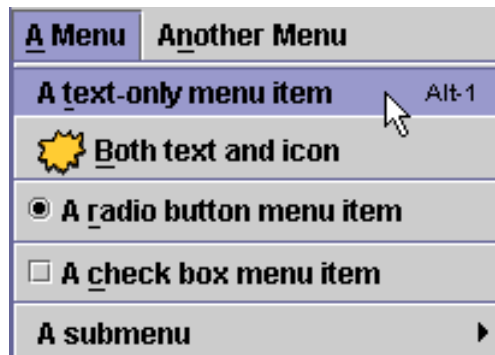 A Menu Another Menu
A text-only menu item Alt-1
Both text and icon
A radio button menu item
A check box menu item
A submenu